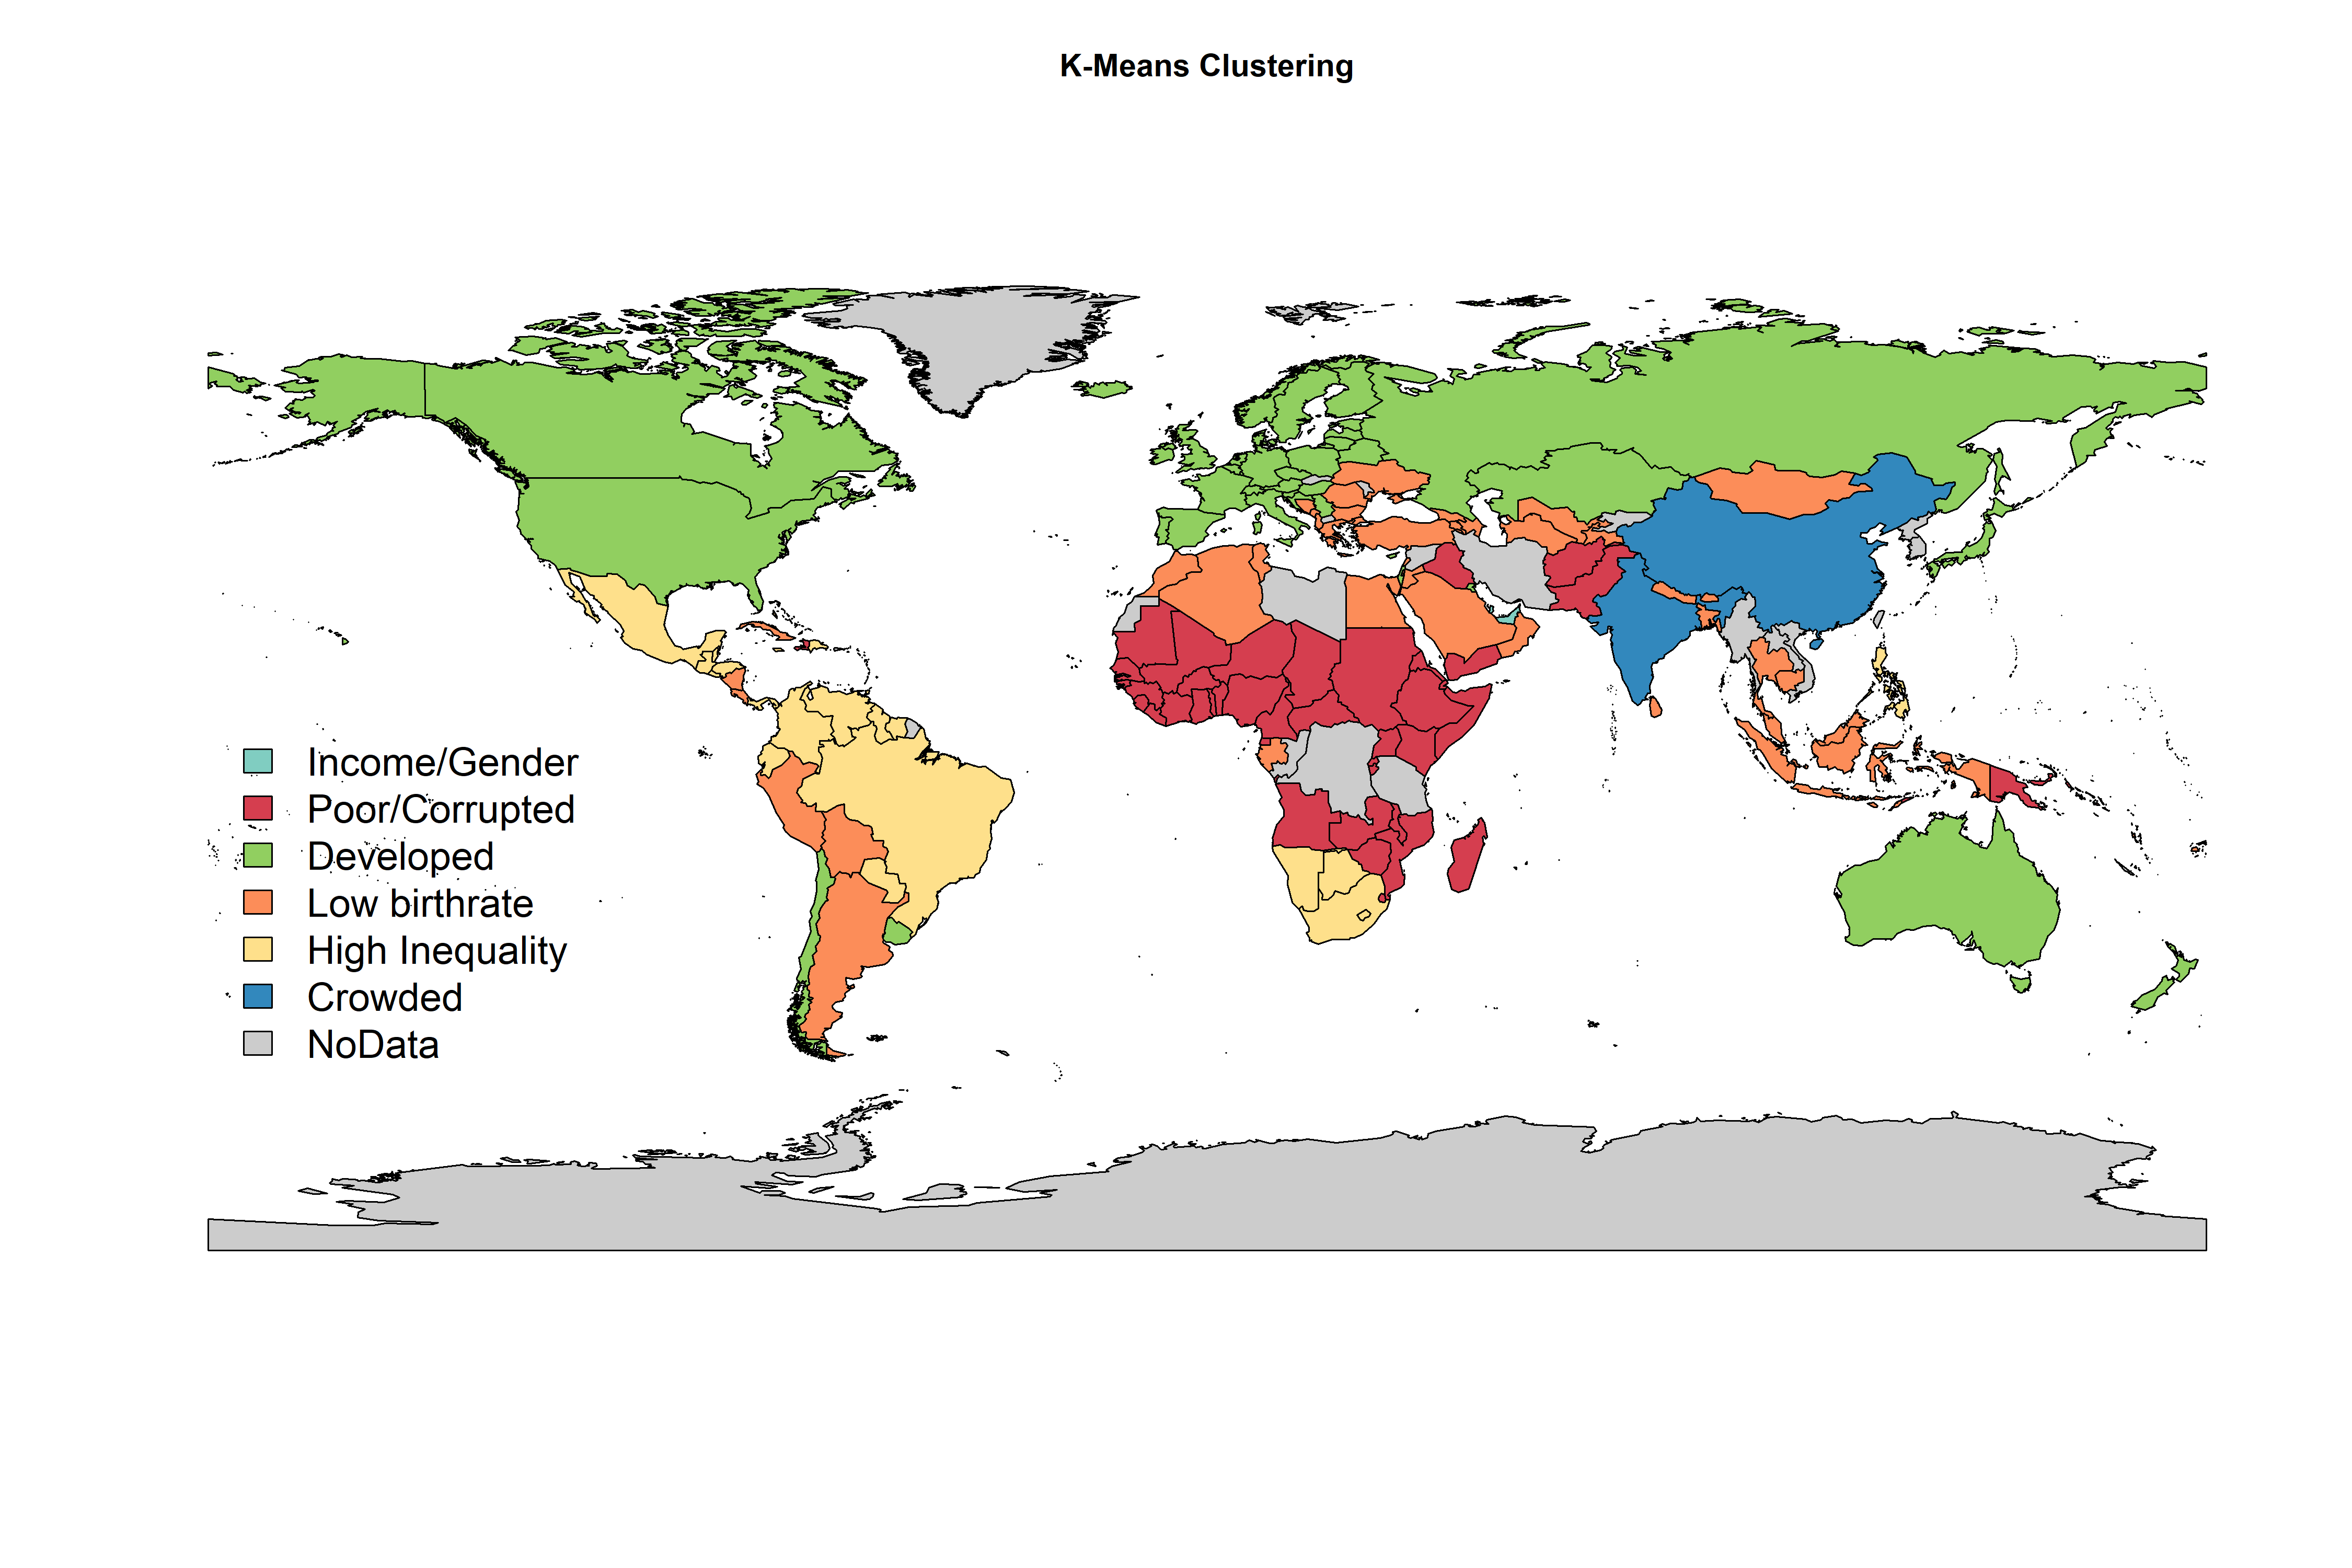 K-Means Clustering
Income/Gender
Poor/Corrupted
Developed
Low birthrate
High Inequality
Crowded
NoData